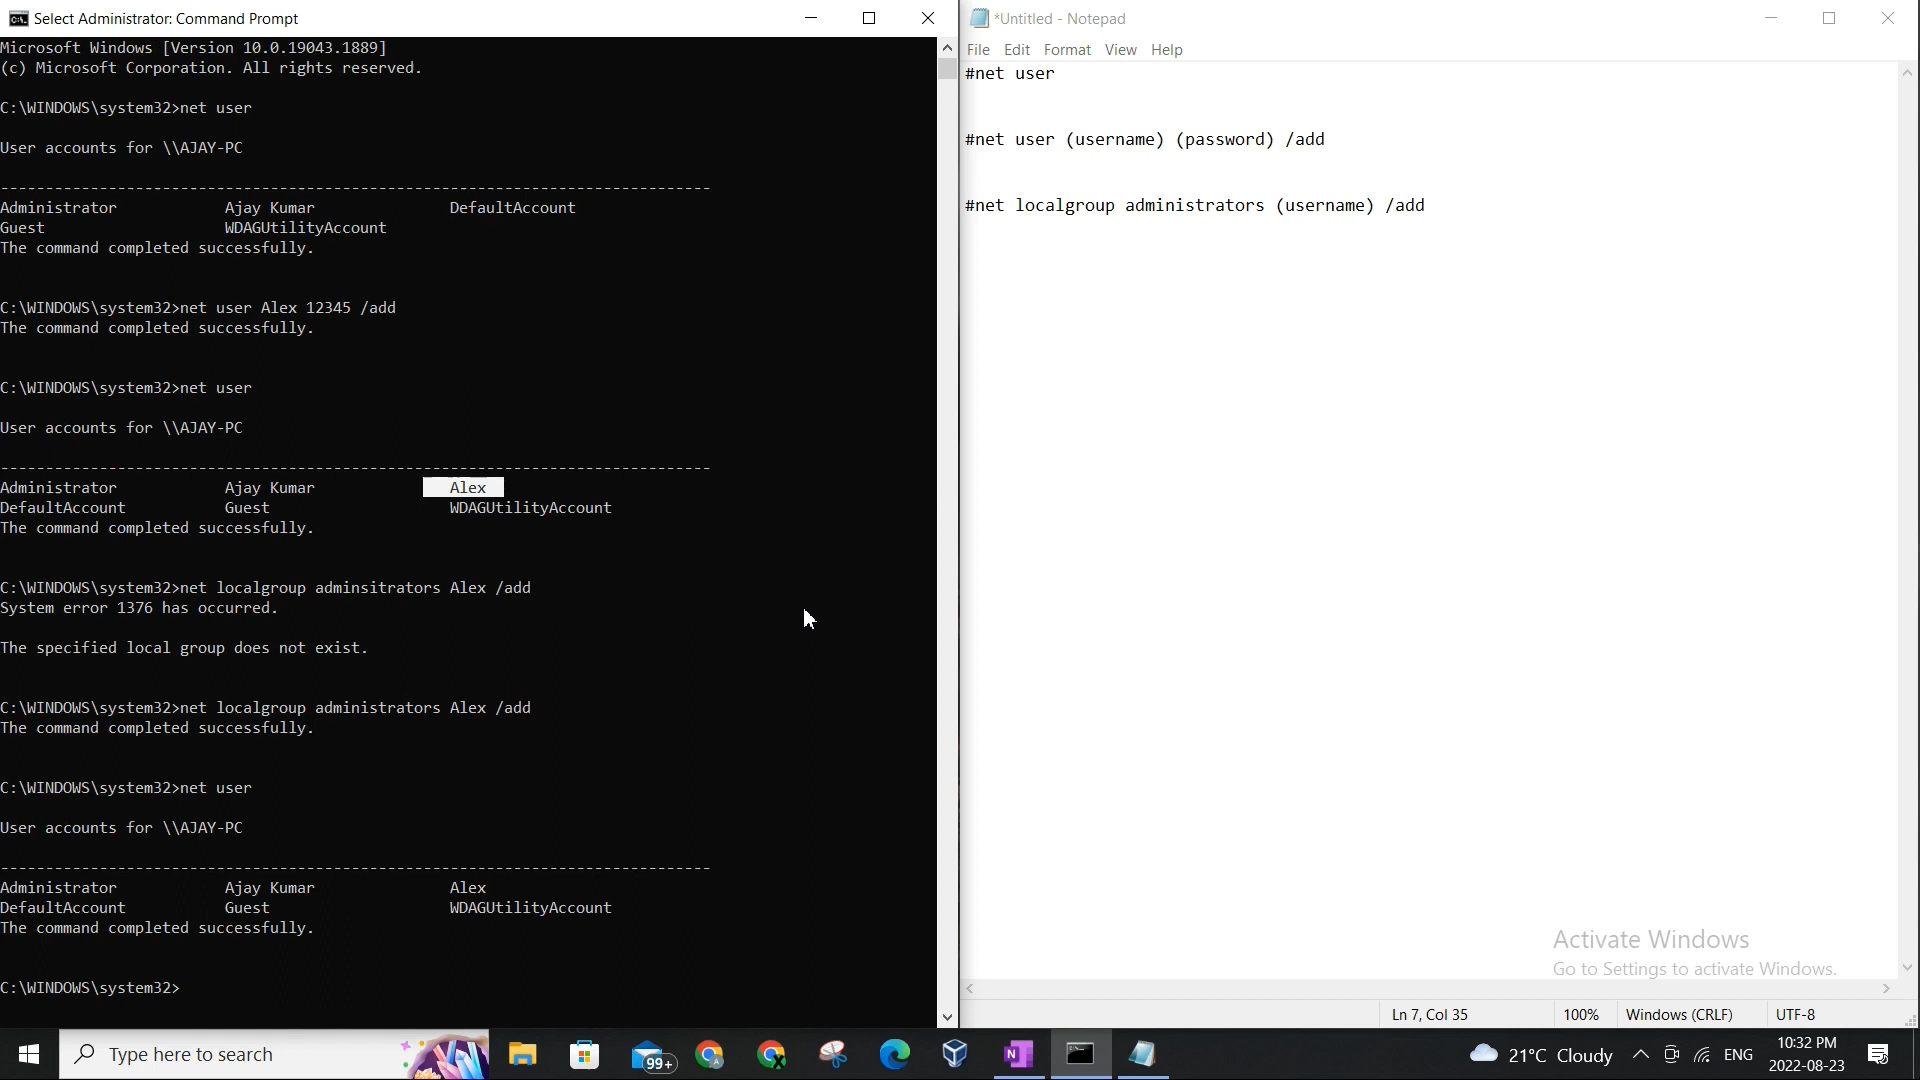 Select Administrator: Command Prompt
Microsoft Windows [Version 10.0.19043.1889]
(c) Microsoft Corporation. All rights reserved.
C:\WINDOWS\system32>net user
User accounts for \\AJAY-PC
-------------------------------------------------------------------------------
Administrator            Ajay Kumar               DefaultAccount
Guest                    WDAGUtilityAccount
The command completed successfully.
C:\WINDOWS\system32>net user Alex 12345 /add
The command completed successfully.
C:\WINDOWS\system32>net user
User accounts for \\AJAY-PC
-------------------------------------------------------------------------------
Administrator            Ajay Kumar               Alex
DefaultAccount           Guest                    WDAGUtilityAccount
The command completed successfully.
C:\WINDOWS\system32>net localgroup adminsitrators Alex /add
System error 1376 has occurred.
The specified local group does not exist.
C:\WINDOWS\system32>net localgroup administrators Alex /add
The command completed successfully.
C:\WINDOWS\system32>net user
User accounts for \\AJAY-PC
-------------------------------------------------------------------------------
Administrator            Ajay Kumar               Alex
DefaultAccount           Guest                    WDAGUtilityAccount
The command completed successfully.
C:\WINDOWS\system32>
*Untitled - Notepad
File Edit Format View Help
#net user
#net user (username) (password) /add
#net localgroup administrators (username) /add
Activate Windows
Go to Settings to activate Windows.
Ln 7, Col 35 100% Windows (CRLF) UTF-8
Type here to search 99+ 21°C Cloudy ENG
10:32 PM
2022-08-23